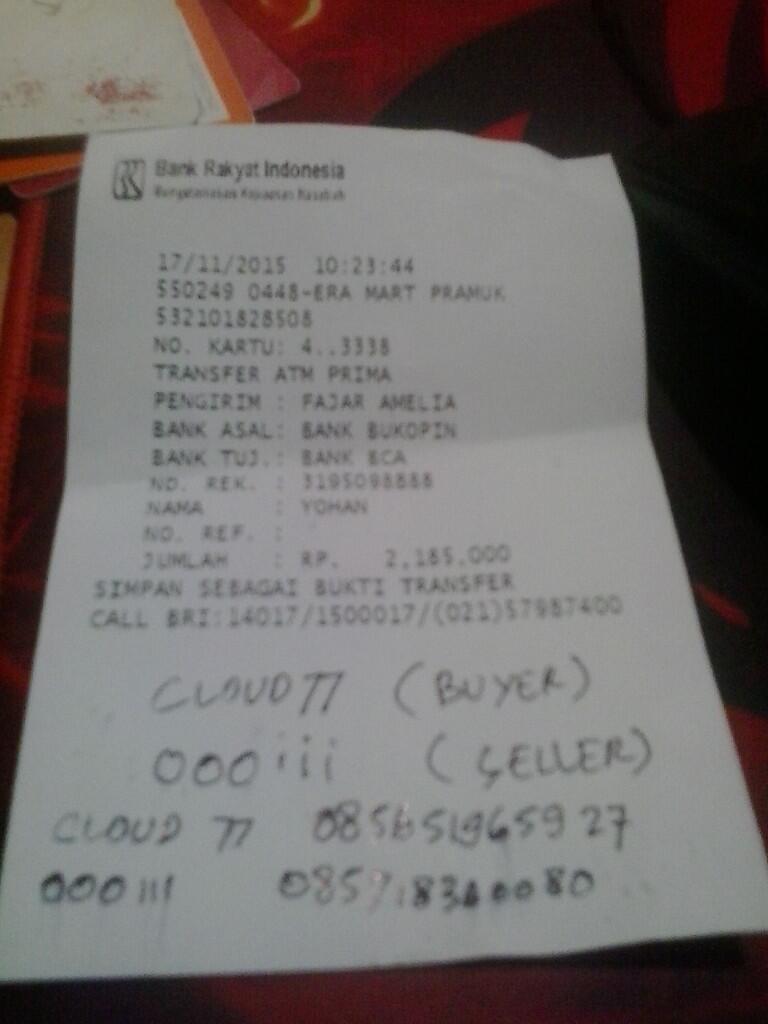 Bank Rakyat Indonesia
17/11/2015 10:23:44
550249 0448-ERA MART PRAMUK
532101828508
NO. KARTU: 4..3338
TRANSFER ATM PRIMA
PENGIRIM : FAJAR AMELIA
BANK ASAL: BANK BUKOPIN
BANK TUJ.: BANK BCA
NO. REK. : 3195098888
NAMA : YOHAN
NO. REF. :
JUMLAH : RP. 2,185,000
SIMPAN SEBAGAI BUKTI TRANSFER
CALL BRI:14017/1500017/(021)57987400
CLOUD 77 (BUYER)
000iii (SELLER)
CLOUD 77
000111